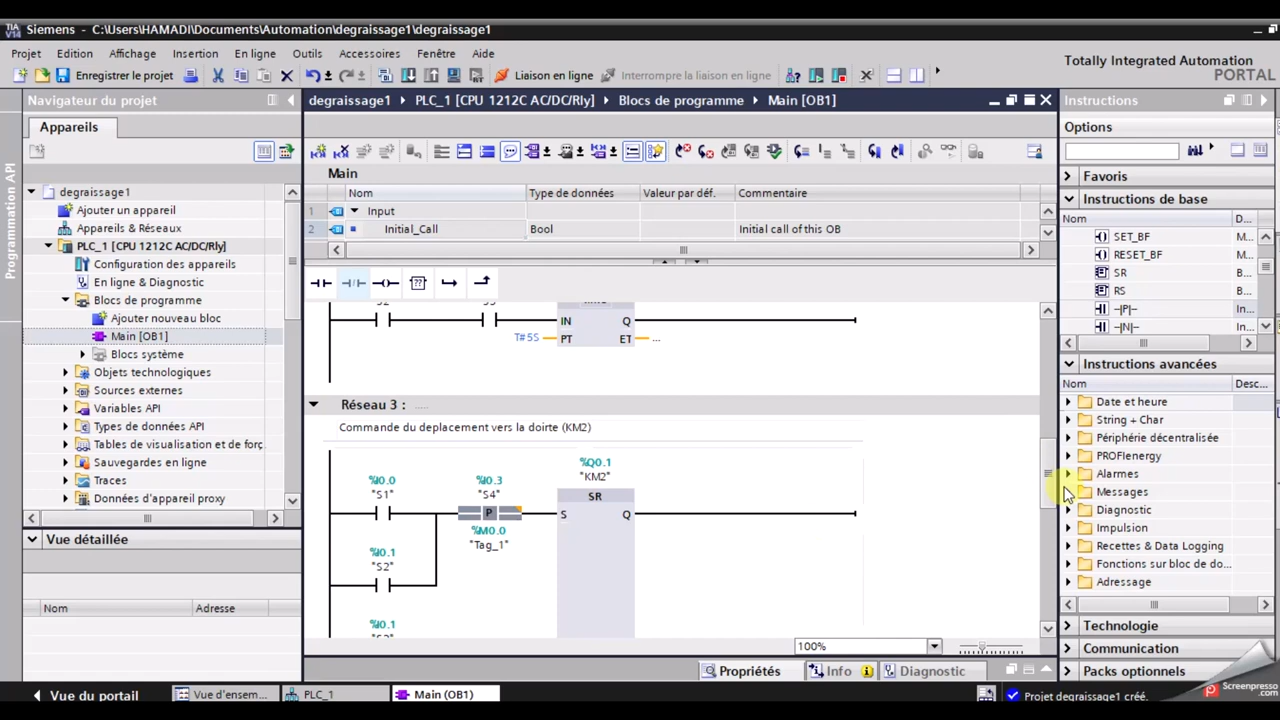 TIA V14 Siemens - C:\Users\HAMADI\Documents\Automation\degraissage1\degraissage1
Projet Edition Affichage Insertion En ligne Outils Accessoires Fenêtre Aide
Totally Integrated Automation
PORTAL
Enregistrer le projet Liaison en ligne Interrompre la liaison en ligne
Navigateur du projet
degraissage1 PLC_1 [CPU 1212C AC/DC/Rly] Blocs de programme Main [OB1]
Instructions
Programmation API
Appareils
Options
Main
Nom Type de données Valeur par déf. Commentaire
1 Input
2 Initial_Call Bool Initial call of this OB
degraissage1
Ajouter un appareil
Appareils & Réseaux
PLC_1 [CPU 1212C AC/DC/Rly]
Configuration des appareils
En ligne & Diagnostic
Blocs de programme
Ajouter nouveau bloc
Main [OB1]
Blocs système
Objets technologiques
Sources externes
Variables API
Types de données API
Tables de visualisation et de forç...
Sauvegardes en ligne
Traces
Données d'appareil proxy
Vue détaillée
Nom Adresse
IN Q
T#5S PT ET ...
Réseau 3 : .....
Commande du deplacement vers la doirte (KM2)
%I0.0
"S1"
%I0.3
"S4"
P
%M0.0
"Tag_1"
%Q0.1
"KM2"
SR
S Q
%I0.1
"S2"
%I0.1
100%
Propriétés Info Diagnostic
Favoris
Instructions de base
Nom D...
SET_BF M...
RESET_BF M...
SR B...
RS B...
-|P|- In...
-|N|- In...
Instructions avancées
Nom Desc...
Date et heure
String + Char
Périphérie décentralisée
PROFIenergy
Alarmes
Messages
Diagnostic
Impulsion
Recettes & Data Logging
Fonctions sur bloc de do...
Adressage
Technologie
Communication
Packs optionnels
Vue du portail Vue d'ensem... PLC_1 Main (OB1) Projet degraissage1 créé.
Screenpresso.com